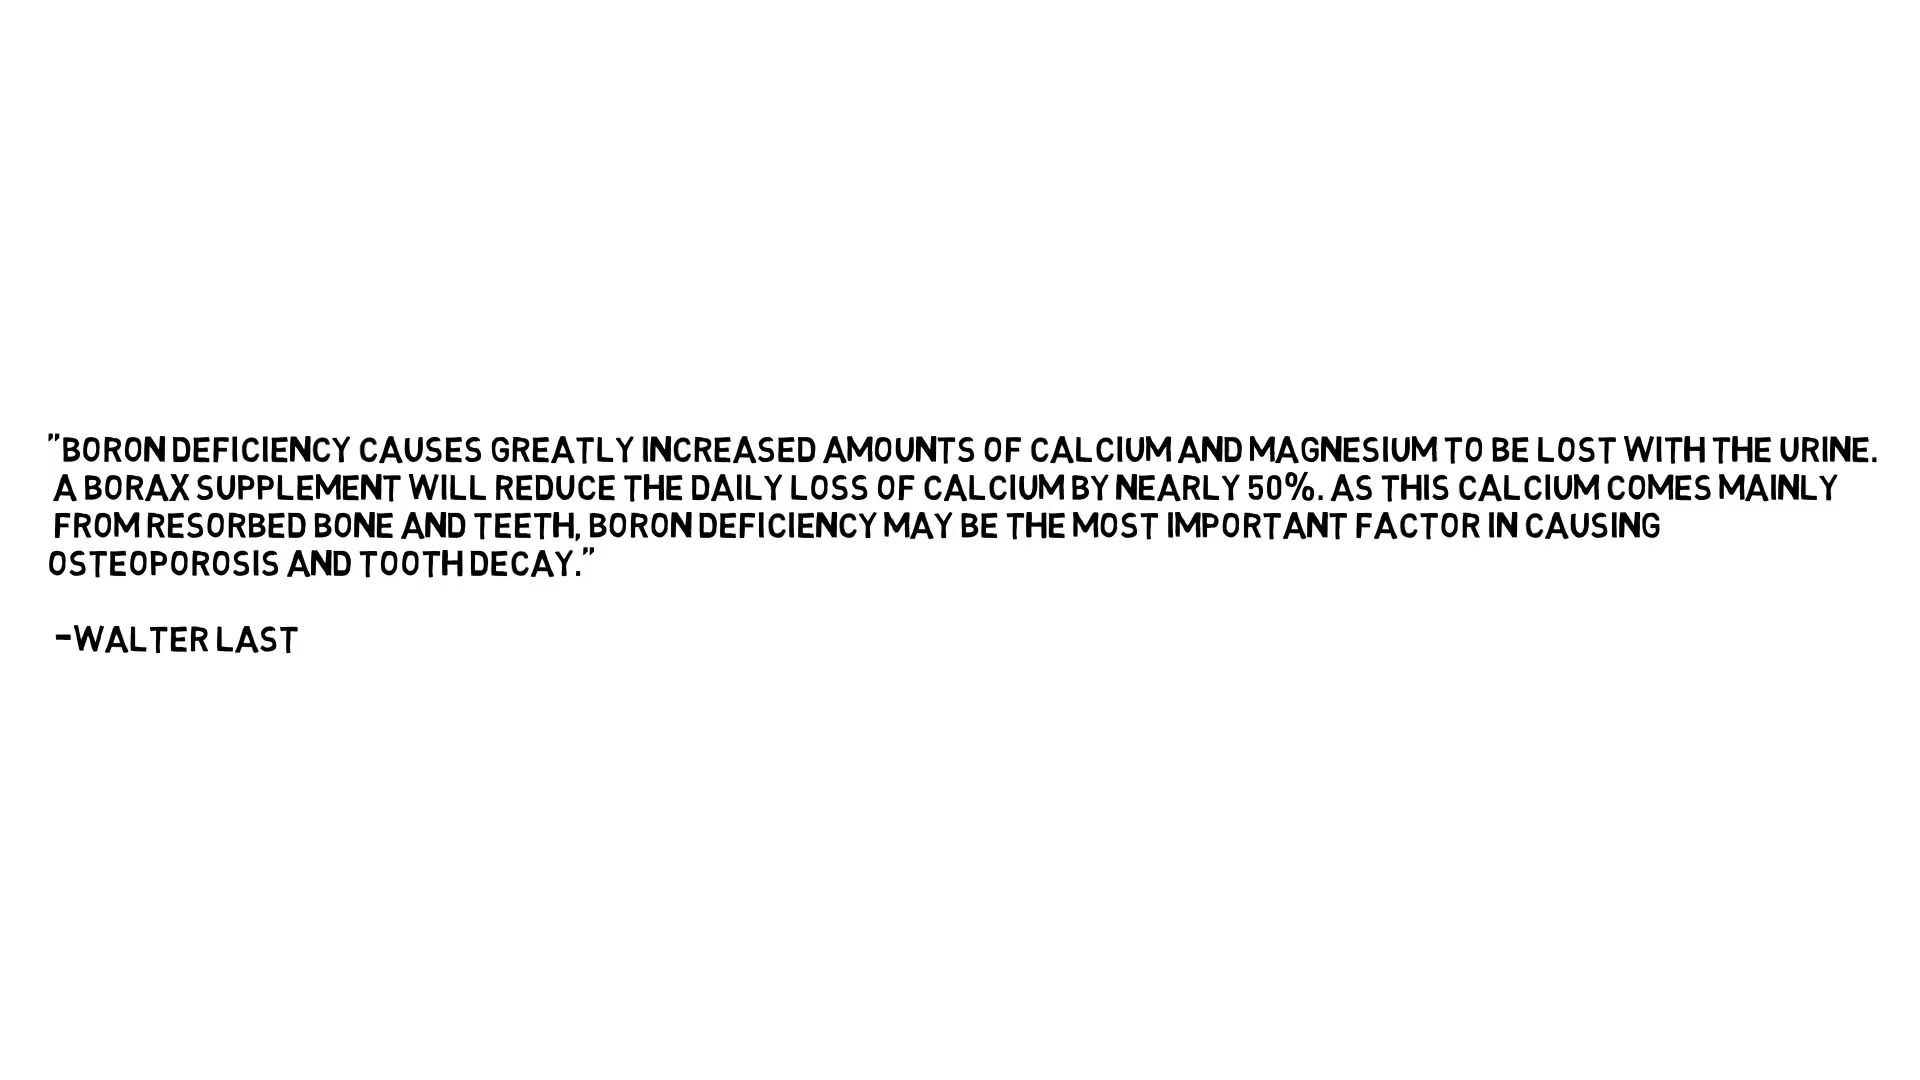 "BORON DEFICIENCY CAUSES GREATLY INCREASED AMOUNTS OF CALCIUM AND MAGNESIUM TO BE LOST WITH THE URINE.
A BORAX SUPPLEMENT WILL REDUCE THE DAILY LOSS OF CALCIUM BY NEARLY 50%. AS THIS CALCIUM COMES MAINLY
FROM RESORBED BONE AND TEETH, BORON DEFICIENCY MAY BE THE MOST IMPORTANT FACTOR IN CAUSING
OSTEOPOROSIS AND TOOTH DECAY."
-WALTER LAST